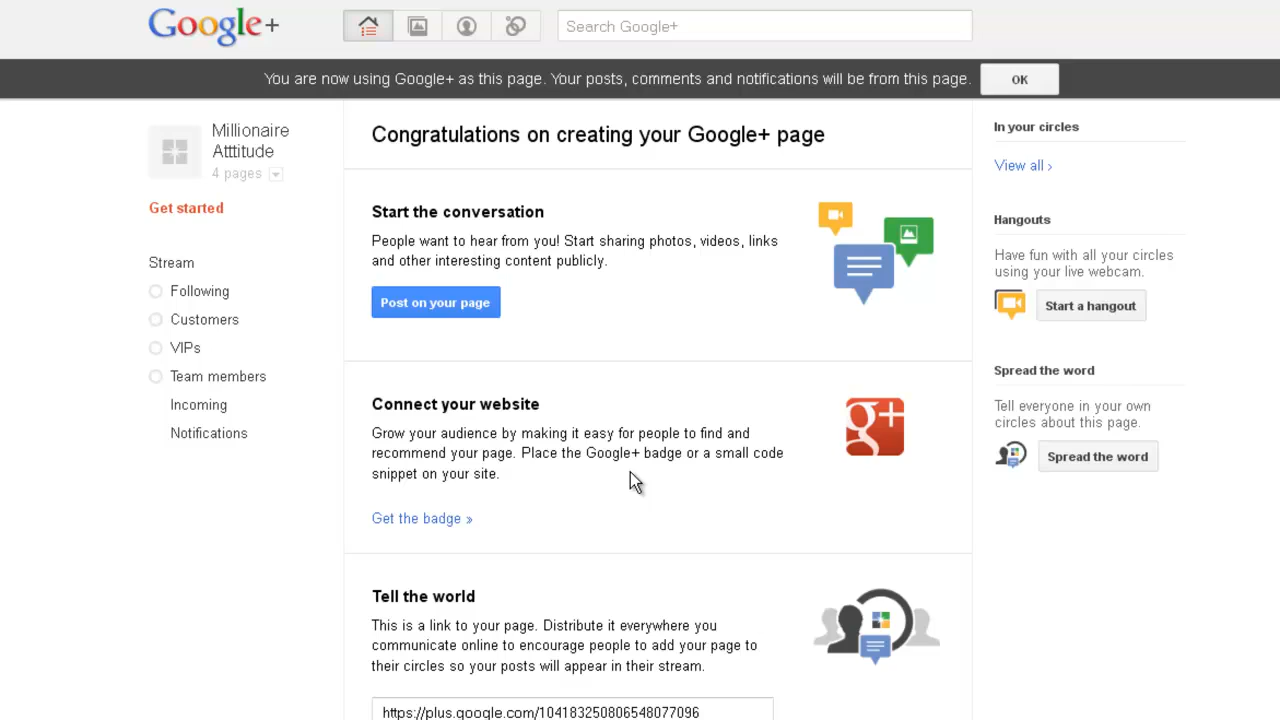 Google+
Search Google+
You are now using Google+ as this page. Your posts, comments and notifications will be from this page.
OK
Millionaire
Atttitude
4 pages
Get started
Stream
Following
Customers
VIPs
Team members
Incoming
Notifications
Congratulations on creating your Google+ page
Start the conversation
People want to hear from you! Start sharing photos, videos, links
and other interesting content publicly.
Post on your page
Connect your website
Grow your audience by making it easy for people to find and
recommend your page. Place the Google+ badge or a small code
snippet on your site.
g+
Get the badge »
Tell the world
This is a link to your page. Distribute it everywhere you
communicate online to encourage people to add your page to
their circles so your posts will appear in their stream.
https://plus.google.com/104183250806548077096
In your circles
View all ›
Hangouts
Have fun with all your circles
using your live webcam.
Start a hangout
Spread the word
Tell everyone in your own
circles about this page.
Spread the word